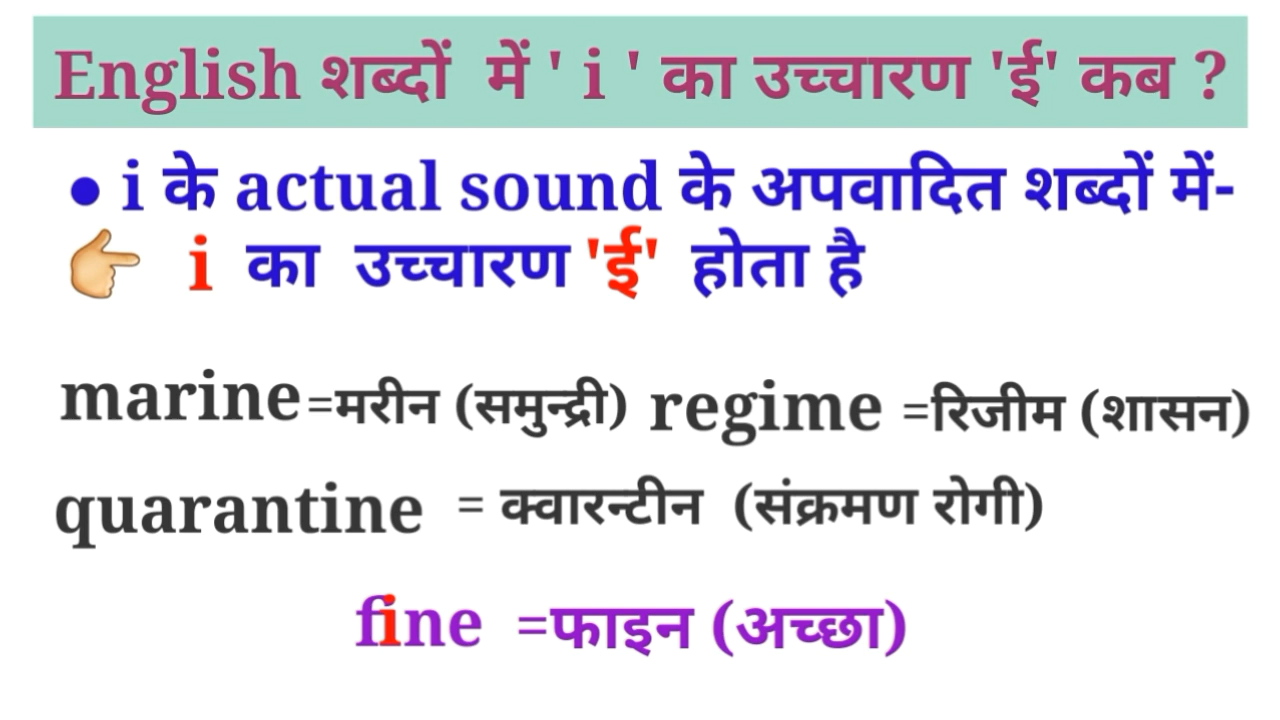 English शब्दों में ' i ' का उच्चारण 'ई' कब ?
● i के actual sound के अपवादित शब्दों में-
👉 i का उच्चारण 'ई' होता है
marine=मरीन (समुन्द्री) regime =रिजीम (शासन)
quarantine = क्वारन्टीन (संक्रमण रोगी)
fine =फाइन (अच्छा)